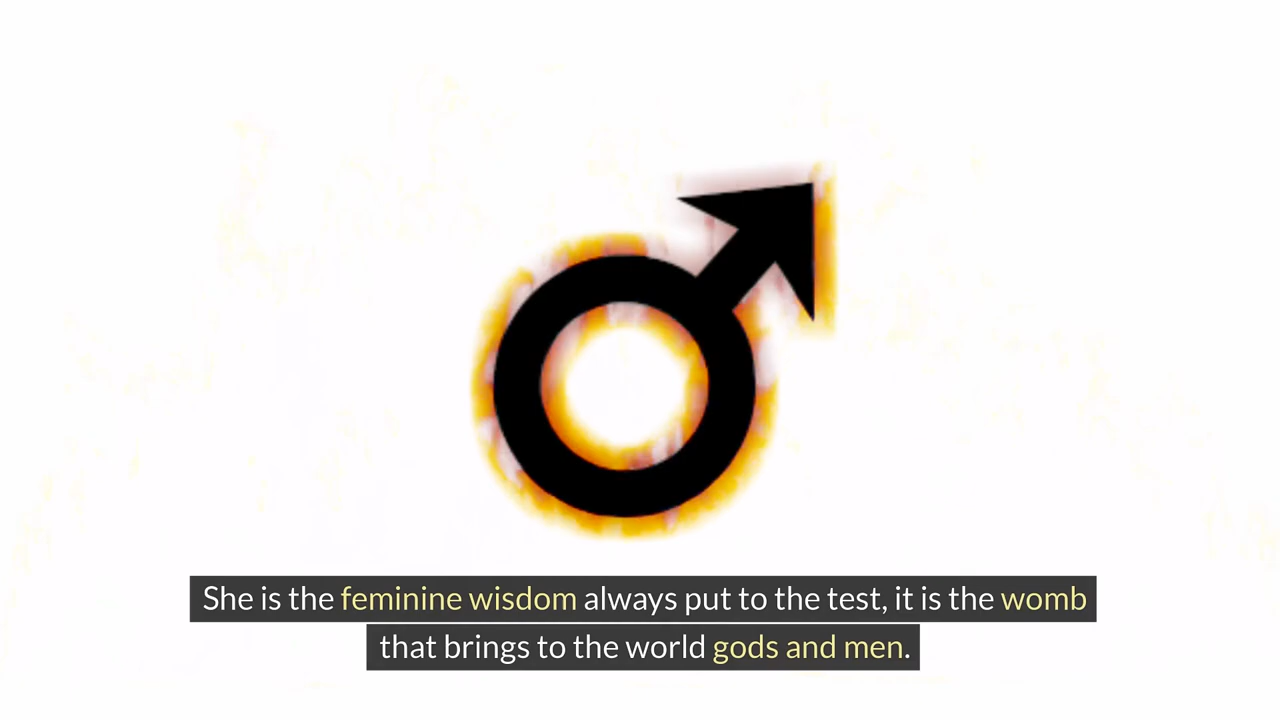 She is the feminine wisdom always put to the test, it is the womb
that brings to the world gods and men.